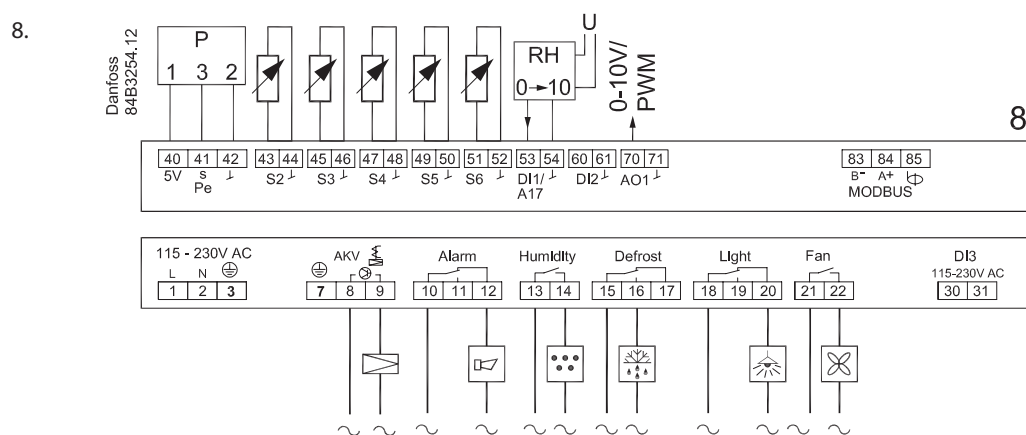 8.
Danfoss
84B3254.12
P
1 3 2
RH
0→10
U
0-10V/
PWM
8
40 41 42 43 44 45 46 47 48 49 50 51 52 53 54 60 61 70 71 83 84 85
5V s S2 S3 S4 S5 S6 DI1/ DI2 AO1 B- A+
Pe A17 MODBUS
115 - 230V AC AKV Alarm Humidity Defrost Light Fan DI3
L N 115-230V AC
1 2 3 7 8 9 10 11 12 13 14 15 16 17 18 19 20 21 22 30 31